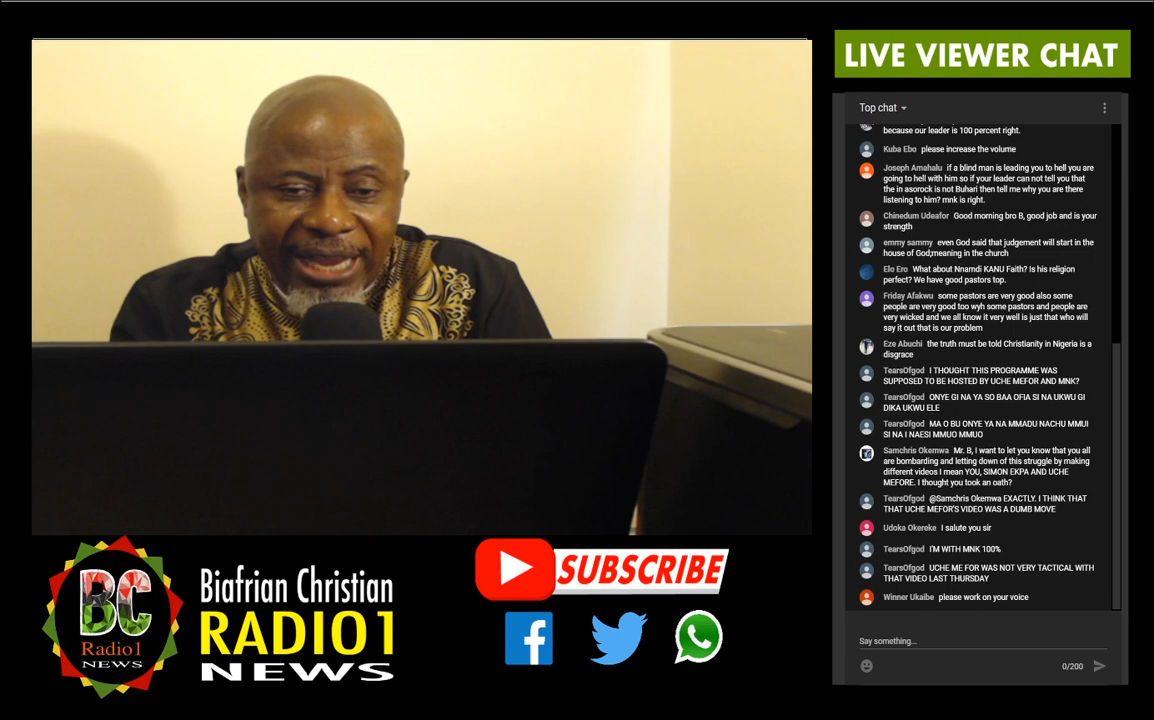 LIVE VIEWER CHAT
Top chat
because our leader is 100 percent right.
Kuba Ebo please increase the volume
Joseph Amahalu if a blind man is leading you to hell you are
going to hell with him so if your leader can not tell you that
the in asorock is not Buhari then tell me why you are there
listening to him? mnk is right.
Chinedum Udeafor Good morning bro B, good job and is your
strength
emmy sammy even God said that judgement will start in the
house of God;meaning in the church
Elo Ero What about Nnamdi KANU Faith? Is his religion
perfect? We have good pastors top.
Friday Afakwu some pastors are very good also some
people are very good too wyh some pastors and people are
very wicked and we all know it very well is just that who will
say it out that is our problem
Eze Abuchi the truth must be told Christianity in Nigeria is a
disgrace
TearsOfgod I THOUGHT THIS PROGRAMME WAS
SUPPOSED TO BE HOSTED BY UCHE MEFOR AND MNK?
TearsOfgod ONYE GI NA YA SO BAA OFIA SI NA UKWU GI
DIKA UKWU ELE
TearsOfgod MA O BU ONYE YA NA MMADU NACHU MMUI
SI NA I NAESI MMUO MMUO
Samchris Okemwa Mr. B, I want to let you know that you all
are bombarding and letting down of this struggle by making
different videos I mean YOU, SIMON EKPA AND UCHE
MEFORE. I thought you took an oath?
TearsOfgod @Samchris Okemwa EXACTLY. I THINK THAT
THAT UCHE MEFOR'S VIDEO WAS A DUMB MOVE
Udoka Okereke I salute you sir
TearsOfgod I'M WITH MNK 100%
TearsOfgod UCHE ME FOR WAS NOT VERY TACTICAL WITH
THAT VIDEO LAST THURSDAY
Winner Ukaibe please work on your voice
Say something...
0/200
BC
Radio1
NEWS
Biafrian Christian
RADIO1
NEWS
SUBSCRIBE